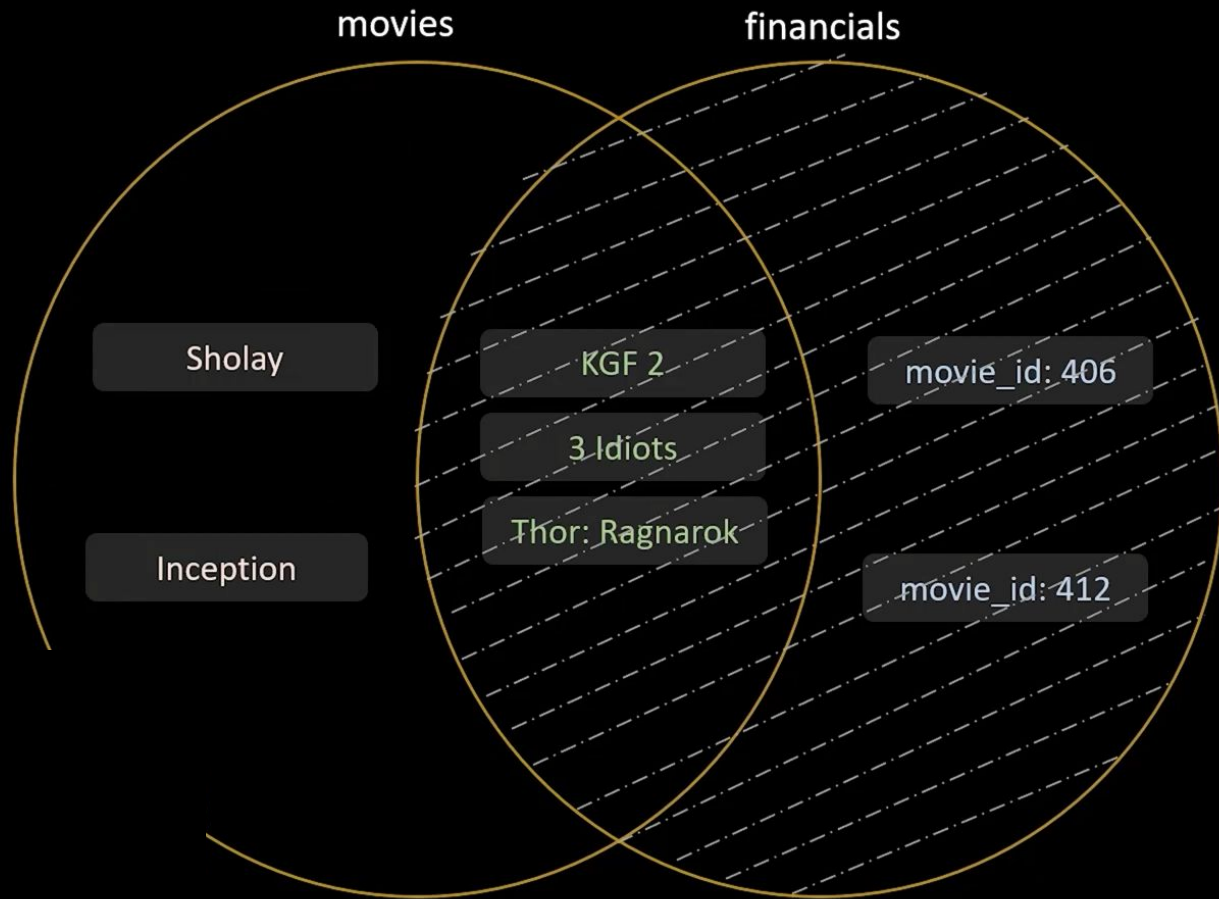 movies
financials
Sholay
KGF 2
movie_id: 406
3 Idiots
Thor: Ragnarok
Inception
movie_id: 412